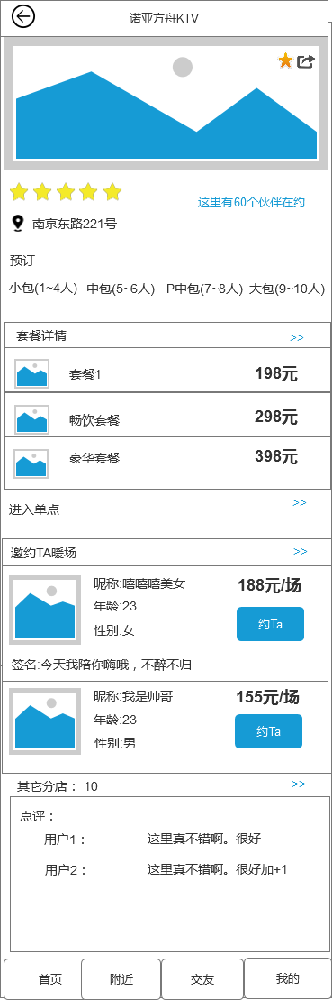 诺亚方舟KTV
这里有60个伙伴在约
南京东路221号
预订
小包(1~4人) 中包(5~6人) P中包(7~8人) 大包(9~10人)
套餐详情 >>
套餐1 198元
畅饮套餐 298元
豪华套餐 398元
进入单点 >>
邀约TA暖场 >>
昵称:嘻嘻嘻美女 188元/场
年龄:23
性别:女 约Ta
签名:今天我陪你嗨哦，不醉不归
昵称:我是帅哥 155元/场
年龄:23
性别:男 约Ta
其它分店： 10 >>
点评：
用户1： 这里真不错啊。很好
用户2： 这里真不错啊。很好加+1
首页 附近 交友 我的